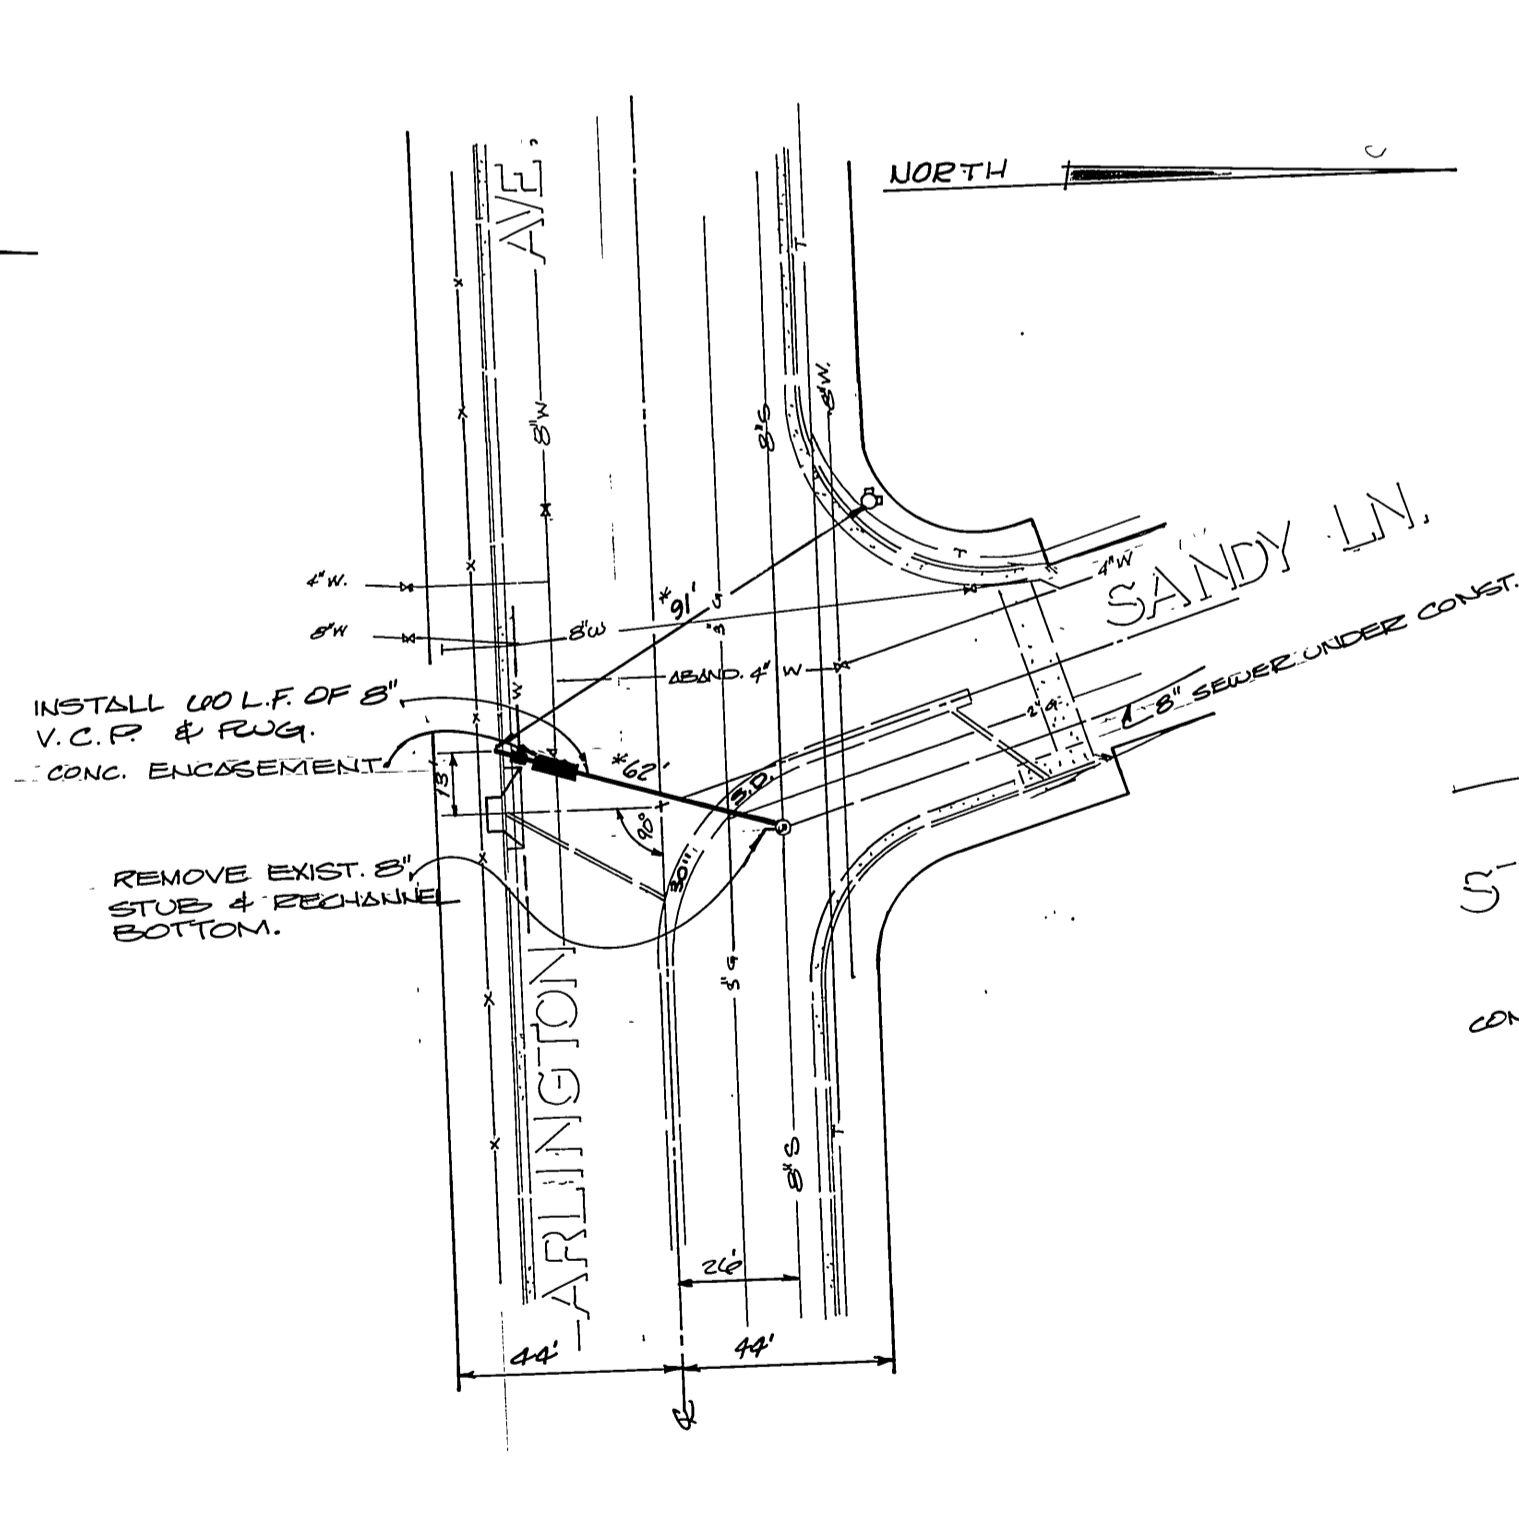 NORTH
AVE.
T
8"W
8"S
8"W.
SANDY LN.
4"W
T
4" W.
8"W
8"W
*91'
ABAND. 4" W
W
INSTALL 60 L.F. OF 8"
V.C.P. & PLUG.
CONC. ENCASEMENT
13'
*62'
90°
S.D.
30"
8" SEWER UNDER CONST.
REMOVE EXIST. 8"
STUB & RECHANNEL
BOTTOM.
ARLINGTON
3"G
8"S
T
26'
44'
44'
℄
5
CON